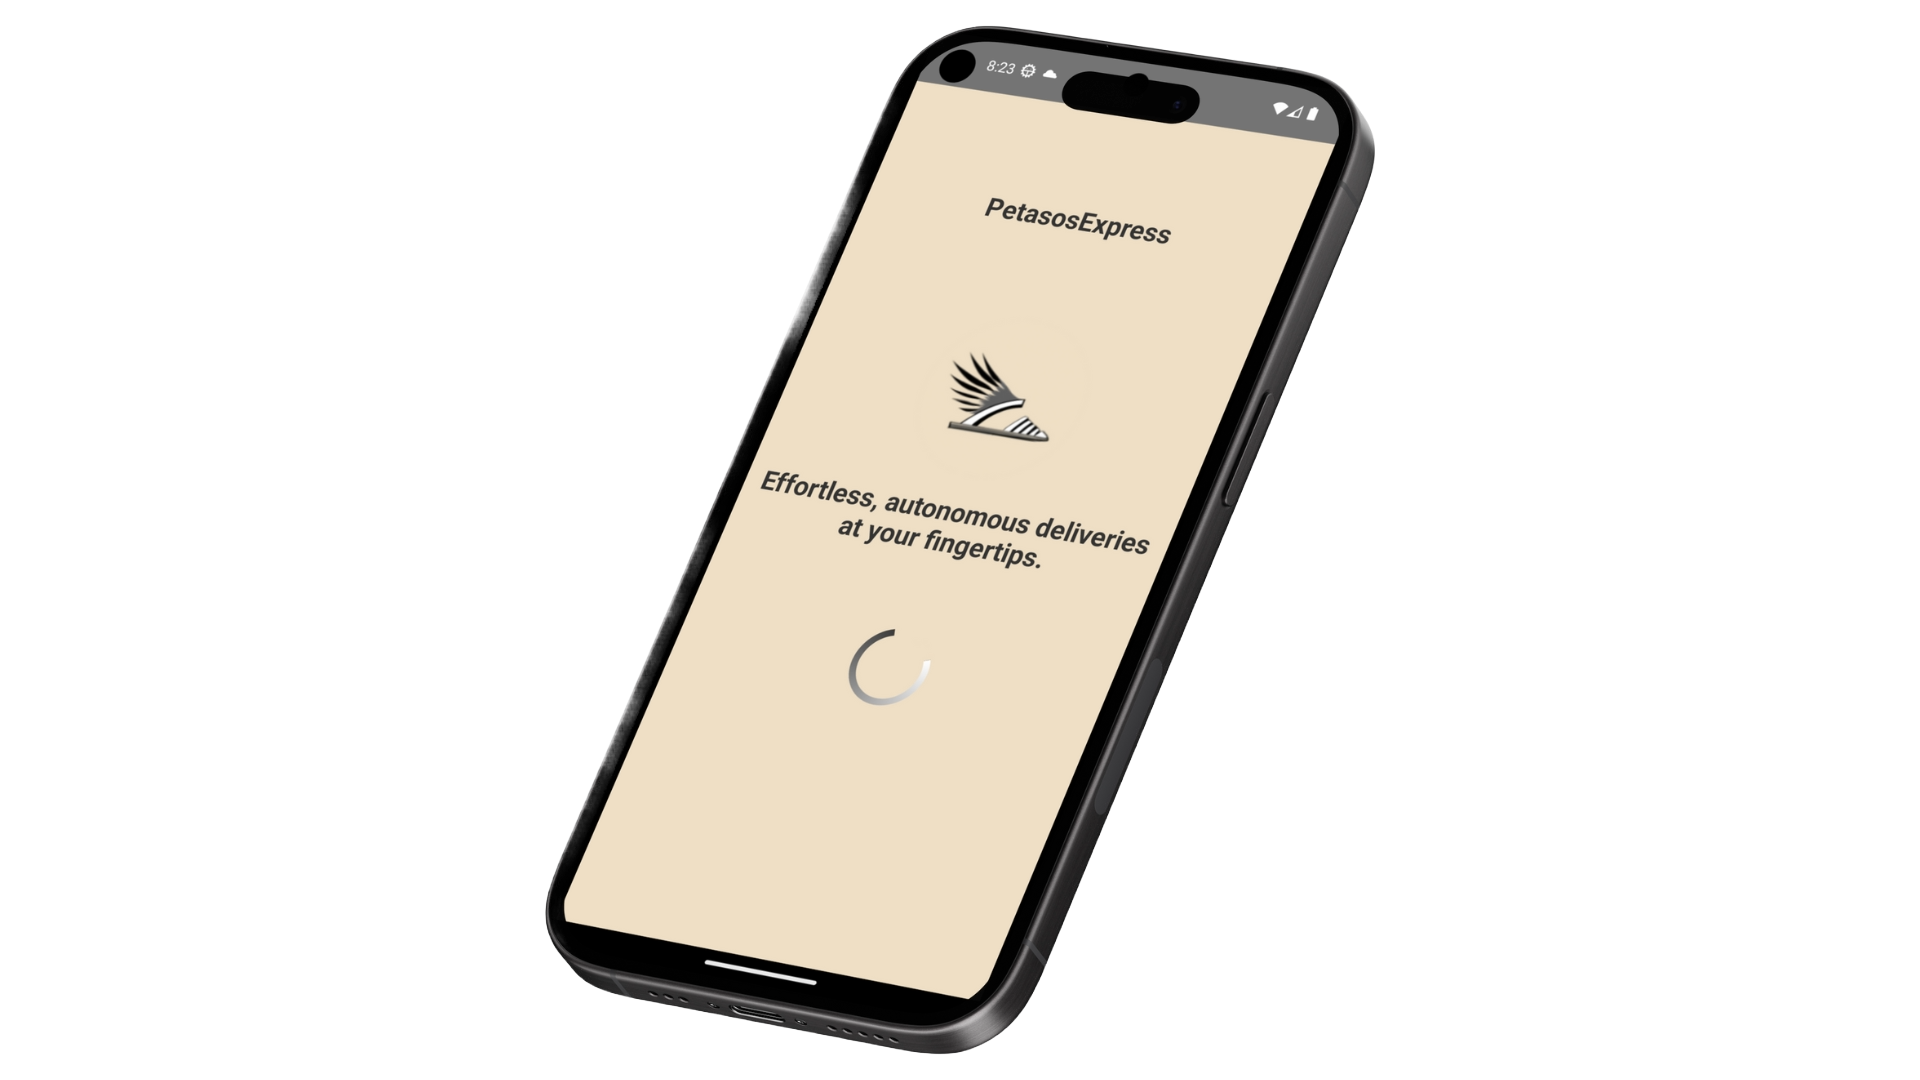 8:23
PetasosExpress
Effortless, autonomous deliveries
at your fingertips.